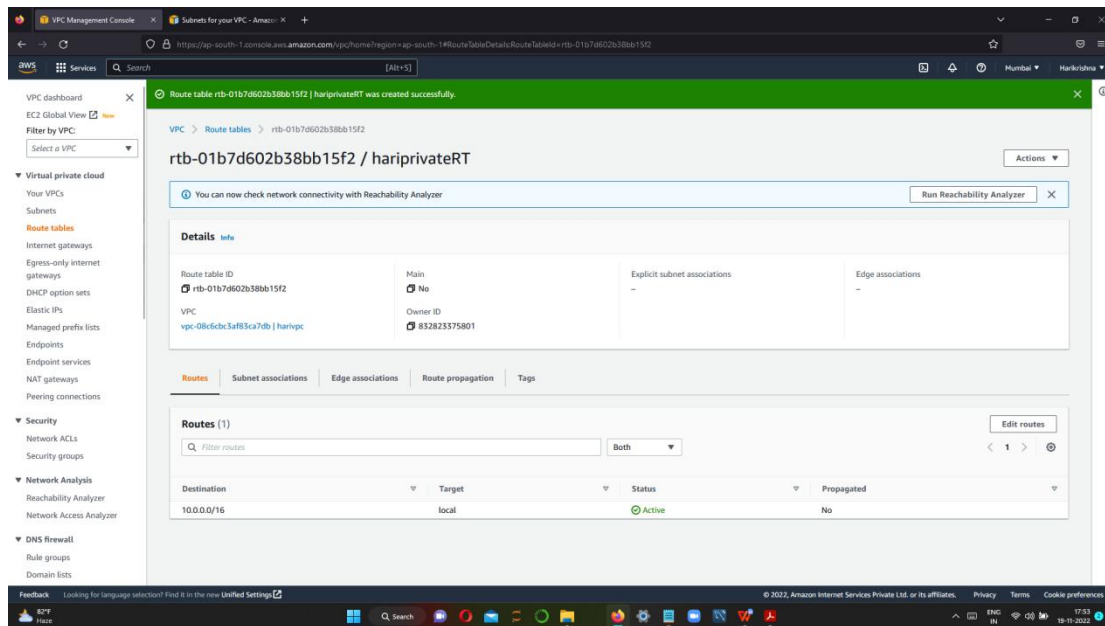 VPC Management Console
Subnets for your VPC - Amazon
https://ap-south-1.console.aws.amazon.com/vpc/home?region=ap-south-1#RouteTableDetails:RouteTableId=rtb-01b7d602b38bb15f2
aws
Services
Search
[Alt+S]
Mumbai
Harikrishna
VPC dashboard
EC2 Global View
New
Filter by VPC:
Select a VPC
Virtual private cloud
Your VPCs
Subnets
Route tables
Internet gateways
Egress-only internet
gateways
DHCP option sets
Elastic IPs
Managed prefix lists
Endpoints
Endpoint services
NAT gateways
Peering connections
Security
Network ACLs
Security groups
Network Analysis
Reachability Analyzer
Network Access Analyzer
DNS firewall
Rule groups
Domain lists
Route table rtb-01b7d602b38bb15f2 | hariprivateRT was created successfully.
VPC > Route tables > rtb-01b7d602b38bb15f2
rtb-01b7d602b38bb15f2 / hariprivateRT
Actions
You can now check network connectivity with Reachability Analyzer
Run Reachability Analyzer
Details Info
Route table ID
rtb-01b7d602b38bb15f2
Main
No
Explicit subnet associations
–
Edge associations
–
VPC
vpc-08c6cbc3af83ca7db | harivpc
Owner ID
832823375801
Routes
Subnet associations
Edge associations
Route propagation
Tags
Routes (1)
Edit routes
Filter routes
Both
1
Destination Target Status Propagated
10.0.0.0/16 local Active No
Feedback
Looking for language selection? Find it in the new Unified Settings
© 2022, Amazon Internet Services Private Ltd. or its affiliates.
Privacy
Terms
Cookie preferences
82°F
Haze
Search
ENG
IN
17:53
19-11-2022